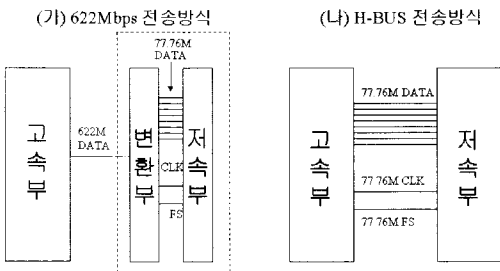 (가) 622Mbps 전송방식
77.76M
DATA
고속부
622M
DATA
변환부
CLK
FS
저속부
(나) H-BUS 전송방식
고속부
77.76M DATA
77 76M CLK
77 76M FS
저속부